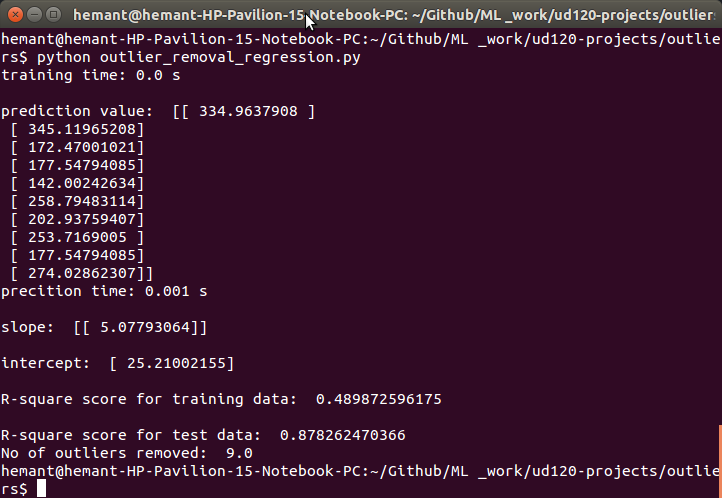 hemant@hemant-HP-Pavilion-15-Notebook-PC: ~/Github/ML _work/ud120-projects/outliers
hemant@hemant-HP-Pavilion-15-Notebook-PC:~/Github/ML _work/ud120-projects/outlie
rs$ python outlier_removal_regression.py
training time: 0.0 s
prediction value:  [[ 334.9637908 ]
 [ 345.11965208]
 [ 172.47001021]
 [ 177.54794085]
 [ 142.00242634]
 [ 258.79483114]
 [ 202.93759407]
 [ 253.7169005 ]
 [ 177.54794085]
 [ 274.02862307]]
precition time: 0.001 s
slope:  [[ 5.07793064]]
intercept:  [ 25.21002155]
R-square score for training data:  0.489872596175
R-square score for test data:  0.878262470366
No of outliers removed:  9.0
hemant@hemant-HP-Pavilion-15-Notebook-PC:~/Github/ML _work/ud120-projects/outlie
rs$